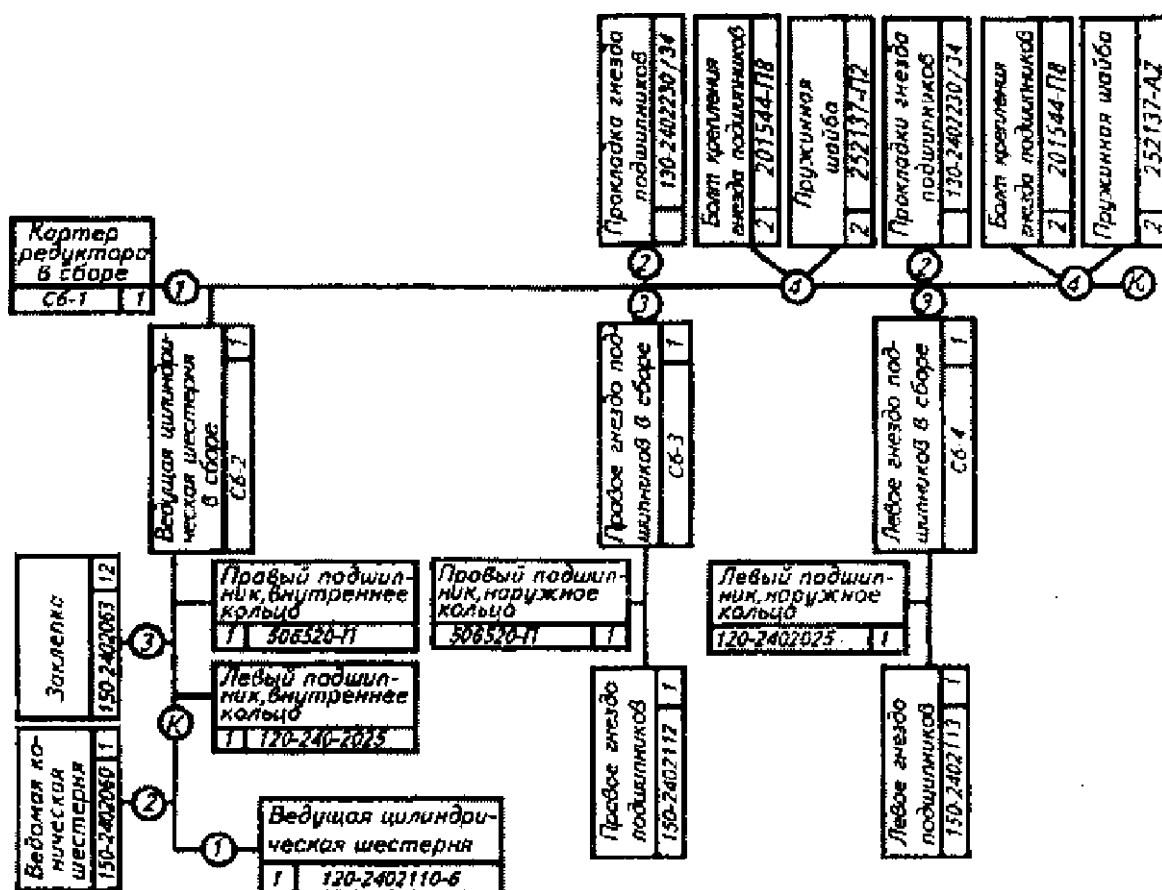 Прокладка гнезда
подшипников
130-2402230/34
Болт крепления
гнезда подшипников
2 201544-П8
Пружинная
шайба
2 252137-П2
Прокладки гнезда
подшипников
130-2402230/34
Болт крепления
гнезда подшипников
2 201544-П8
Пружинная шайба
2 252137-А2
Картер
редуктора
в сборе
Сб-1 1
1
2
3
4
2
3
4
К
Ведущая цилиндри-
ческая шестерня
в сборе
Сб-2 1
Правое гнездо под-
шипников в сборе
Сб-3 1
Левое гнездо под-
шипников в сборе
Сб-4 1
Заклепка
150-2402063 12
3
Правый подшип-
ник, внутреннее
кольцо
1 508520-П
Правый подшип-
ник, наружное
кольцо
508520-П 1
Левый подшип-
ник, наружное
кольцо
120-2402025 1
Левый подшип-
ник, внутреннее
кольцо
1 120-240-2025
К
Ведомая ко-
ническая
шестерня
150-2402060 1
2
1
Ведущая цилиндри-
ческая шестерня
1 120-2402110-б
Правое гнездо
подшипников
150-2402112 1
Левое гнездо
подшипников
150-2402113 1